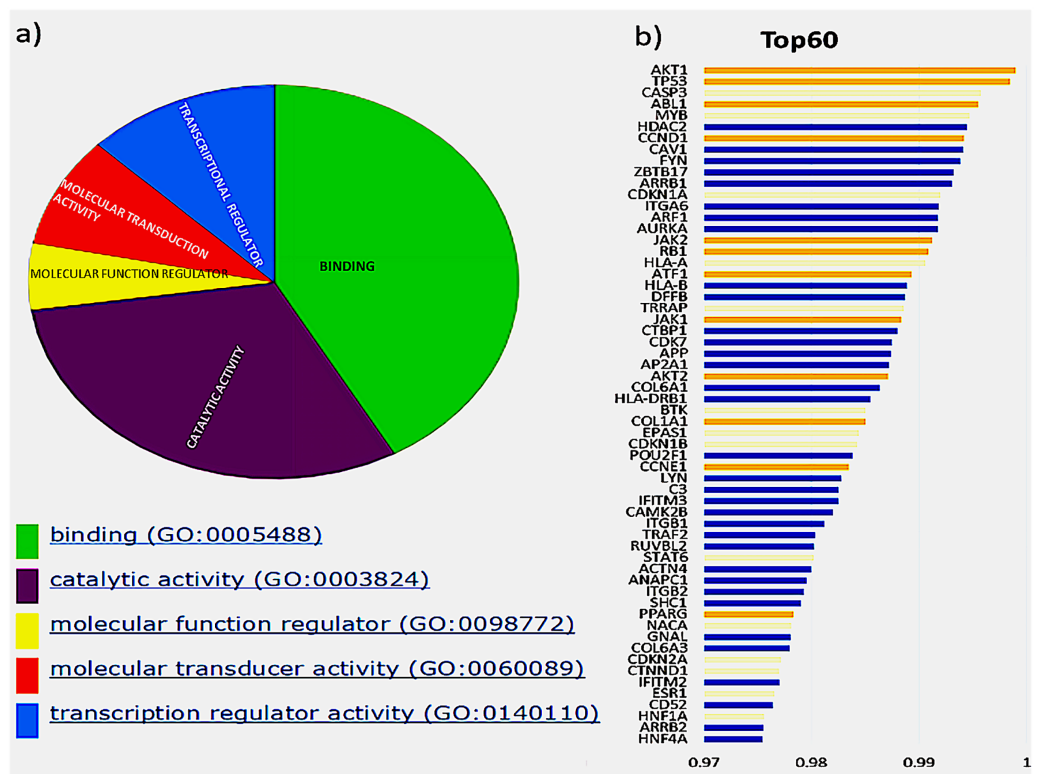 a)
TRANSCRIPTIONAL REGULATOR
MOLECULAR TRANSDUCTION
ACTIVITY
MOLECULAR FUNCTION REGULATOR
BINDING
CATALYTIC ACTIVITY
binding (GO:0005488)
catalytic activity (GO:0003824)
molecular function regulator (GO:0098772)
molecular transducer activity (GO:0060089)
transcription regulator activity (GO:0140110)
b)
Top60
AKT1
TP53
CASP3
ABL1
MYB
HDAC2
CCND1
CAV1
FYN
ZBTB17
ARRB1
CDKN1A
ITGA6
ARF1
AURKA
JAK2
RB1
HLA-A
ATF1
HLA-B
DFFB
TRRAP
JAK1
CTBP1
CDK7
APP
AP2A1
AKT2
COL6A1
HLA-DRB1
BTK
COL1A1
EPAS1
CDKN1B
POU2F1
CCNE1
LYN
C3
IFITM3
CAMK2B
ITGB1
TRAF2
RUVBL2
STAT6
ACTN4
ANAPC1
ITGB2
SHC1
PPARG
NACA
GNAL
COL6A3
CDKN2A
CTNND1
IFITM2
ESR1
CD52
HNF1A
ARRB2
HNF4A
0.97 0.98 0.99 1